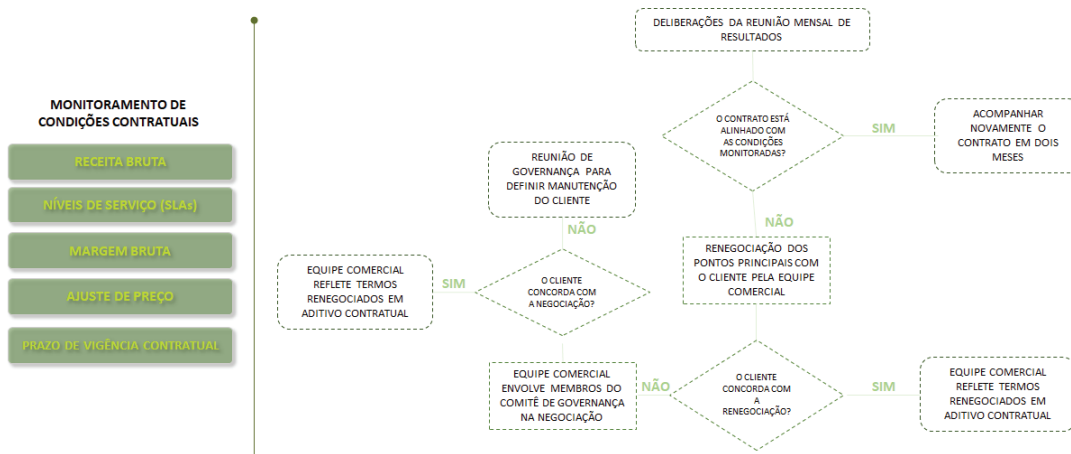 MONITORAMENTO DE
CONDIÇÕES CONTRATUAIS
RECEITA BRUTA
NÍVEIS DE SERVIÇO (SLAs)
MARGEM BRUTA
AJUSTE DE PREÇO
PRAZO DE VIGÊNCIA CONTRATUAL
DELIBERAÇÕES DA REUNIÃO MENSAL DE
RESULTADOS
O CONTRATO ESTÁ
ALINHADO COM
AS CONDIÇÕES
MONITORADAS?
SIM
ACOMPANHAR
NOVAMENTE O
CONTRATO EM DOIS
MESES
NÃO
RENEGOCIAÇÃO DOS
PONTOS PRINCIPAIS COM
O CLIENTE PELA EQUIPE
COMERCIAL
O CLIENTE
CONCORDA COM
A
RENEGOCIAÇÃO?
SIM
EQUIPE COMERCIAL
REFLETE TERMOS
RENEGOCIADOS EM
ADITIVO CONTRATUAL
NÃO
EQUIPE COMERCIAL
ENVOLVE MEMBROS DO
COMITÊ DE GOVERNANÇA
NA NEGOCIAÇÃO
O CLIENTE
CONCORDA COM
A NEGOCIAÇÃO?
SIM
EQUIPE COMERCIAL
REFLETE TERMOS
RENEGOCIADOS EM
ADITIVO CONTRATUAL
NÃO
REUNIÃO DE
GOVERNANÇA PARA
DEFINIR MANUTENÇÃO
DO CLIENTE